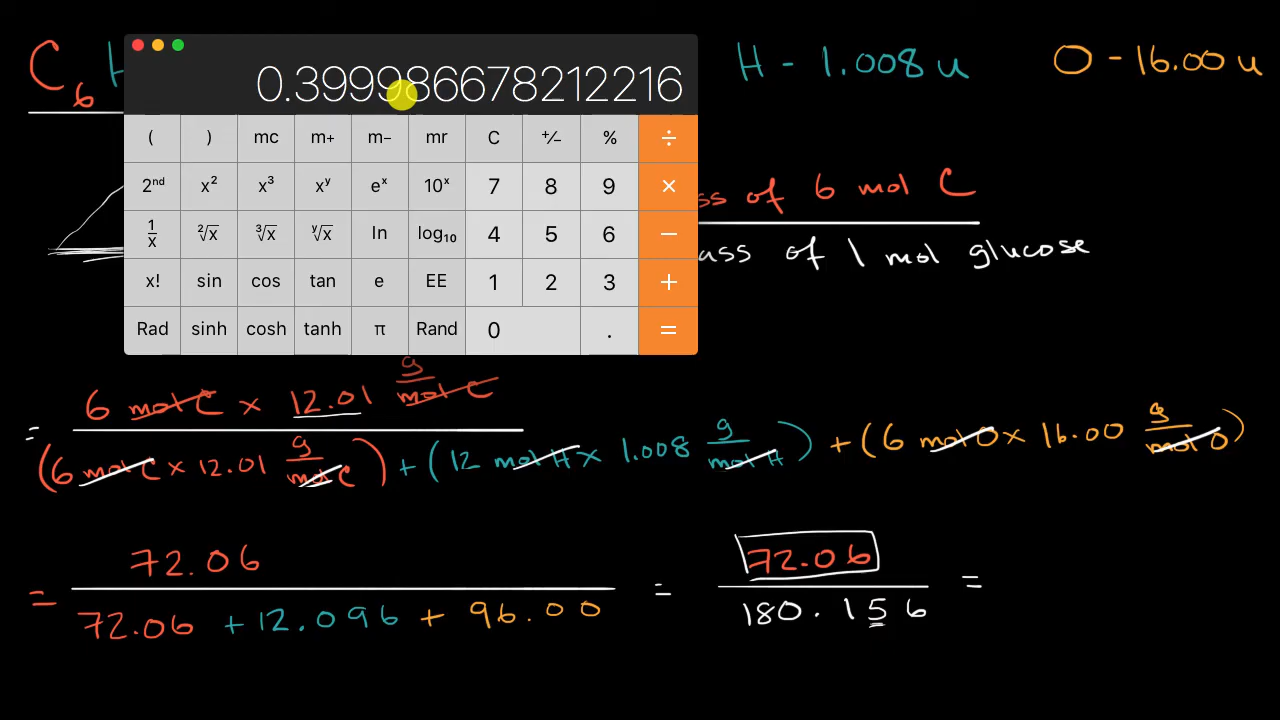 C6 H
0.399986678212216
H - 1.008 u
O - 16.00 u
( ) mc m+ m- mr C +/- % ÷
2nd x² x³ xʸ eˣ 10ˣ 7 8 9 ×
1/x ²√x ³√x ʸ√x ln log₁₀ 4 5 6 −
x! sin cos tan e EE 1 2 3 +
Rad sinh cosh tanh π Rand 0 . =
ss of 6 mol C
ass of 1 mol glucose
= 6 mol C x 12.01 g/mol C
(6 mol C x 12.01 g/mol C) + (12 mol H x 1.008 g/mol H) + (6 mol O x 16.00 g/mol O)
= 72.06 = 72.06 =
72.06 + 12.096 + 96.00 180.156